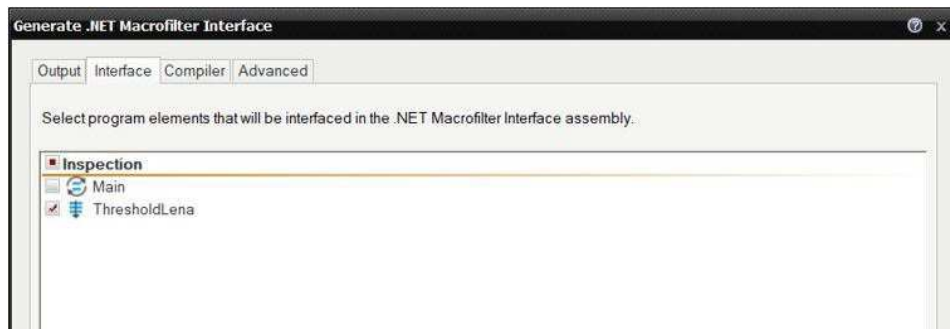 Generate .NET Macrofilter Interface
Output Interface Compiler Advanced
Select program elements that will be interfaced in the .NET Macrofilter Interface assembly.
Inspection
Main
ThresholdLena